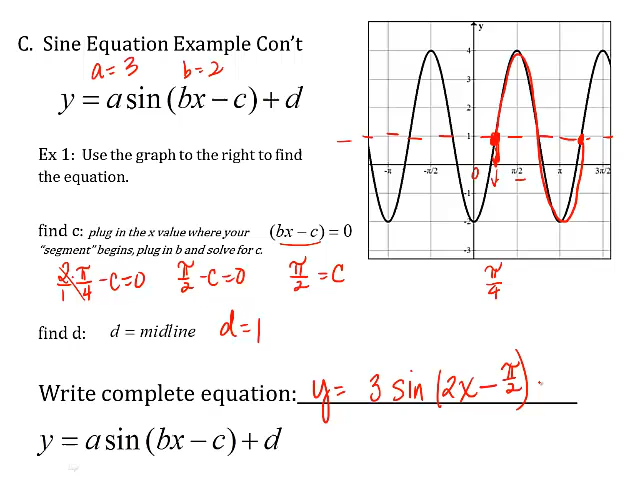 C. Sine Equation Example Con't
a = 3 b = 2
y = a sin (bx − c) + d
Ex 1: Use the graph to the right to find
the equation.
y
4
3
2
1
-1
-2
-3
-π -π/2 0 π/2 π 3π/2
π/4
find c: plug in the x value where your (bx − c) = 0
"segment" begins, plug in b and solve for c.
2/1 · π/4 - C = 0 π/2 - C = 0 π/2 = C
find d: d = midline d = 1
Write complete equation: y = 3 sin (2x - π/2)
y = a sin (bx − c) + d